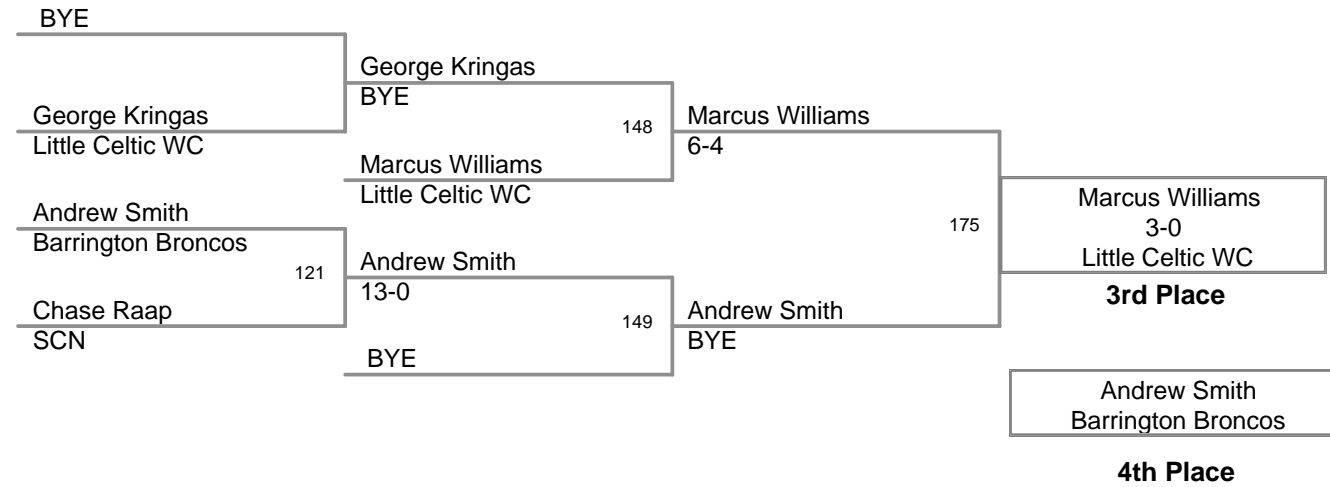 BYE
George Kringas
BYE
George Kringas
Little Celtic WC
148
Marcus Williams
6-4
Marcus Williams
Little Celtic WC
Andrew Smith
Barrington Broncos
121
Andrew Smith
13-0
Chase Raap
SCN
149
BYE
Andrew Smith
BYE
175
Marcus Williams
3-0
Little Celtic WC
3rd Place
Andrew Smith
Barrington Broncos
4th Place